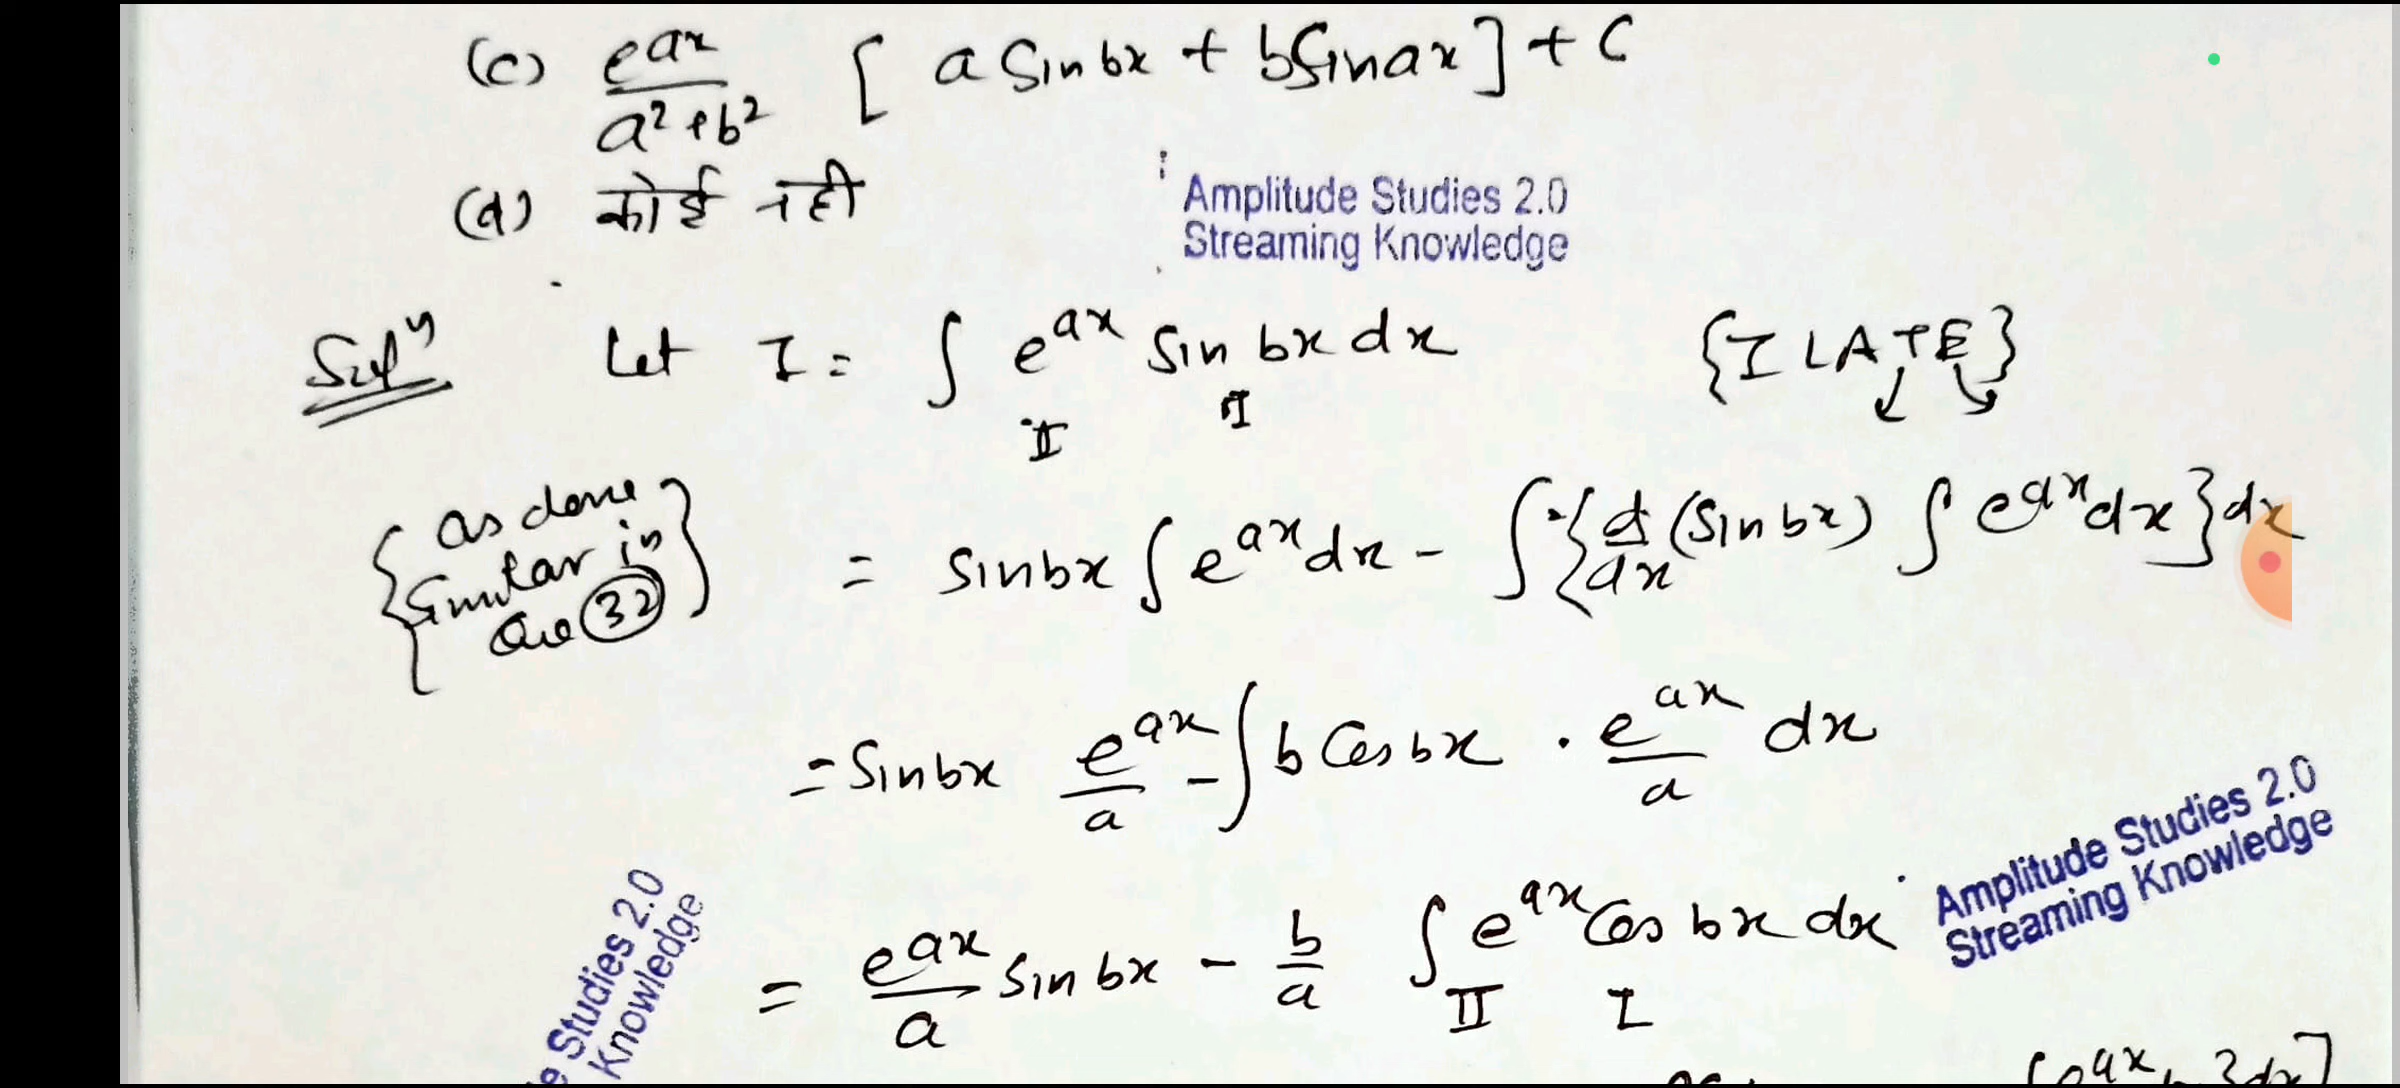 (c) e^ax / a²+b² [ a Sin bx + b Sin ax ] + C
(d) कोई नही
Amplitude Studies 2.0
Streaming Knowledge
Solⁿ Let I = ∫ e^ax Sin bx dx {I L A T E}
II I
{as done similar in Que (32)}
= Sin bx ∫ e^ax dx - ∫ {d/dx (Sin bx) ∫ e^ax dx} dx
= Sin bx e^ax/a - ∫ b Cos bx . e^ax/a dx
Amplitude Studies 2.0
Streaming Knowledge
= e^ax/a Sin bx - b/a ∫ e^ax Cos bx dx
II I
Studies 2.0
Knowledge